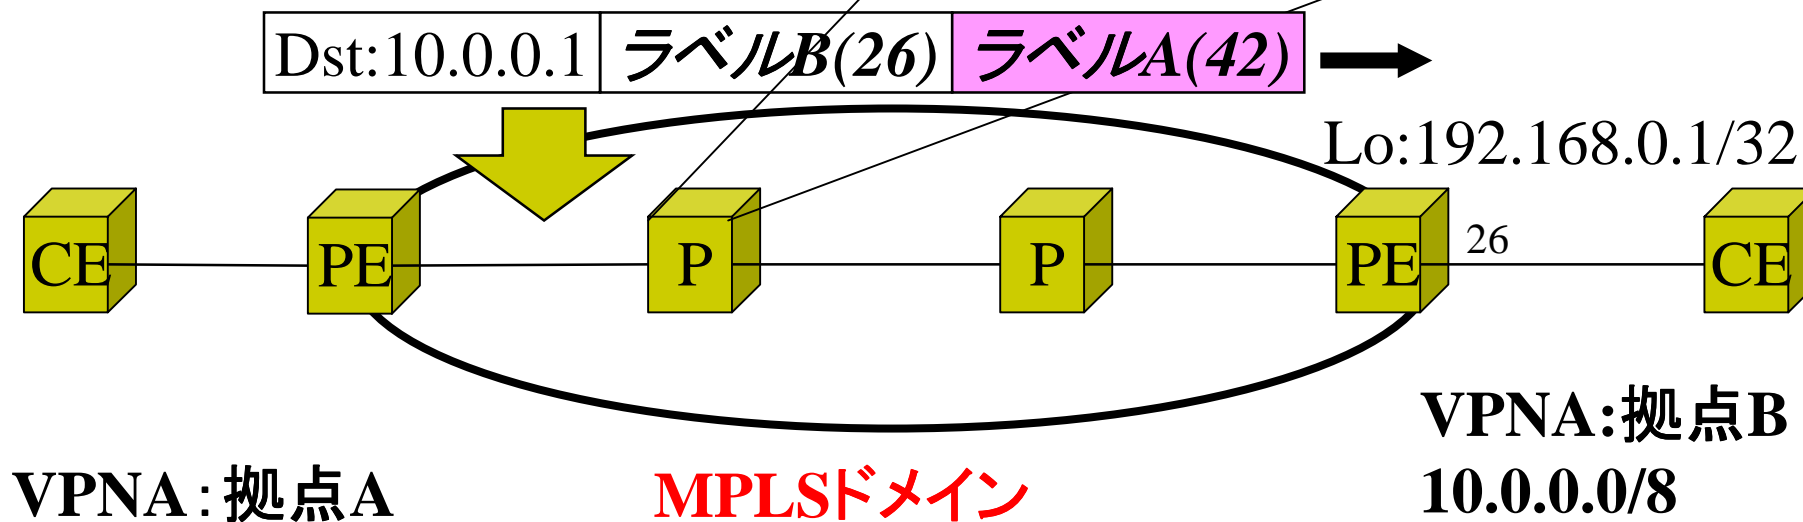 Dst:10.0.0.1 ラベルB(26) ラベルA(42)
Lo:192.168.0.1/32
CE PE P P PE 26 CE
VPNA:拠点B
10.0.0.0/8
VPNA:拠点A
MPLSドメイン